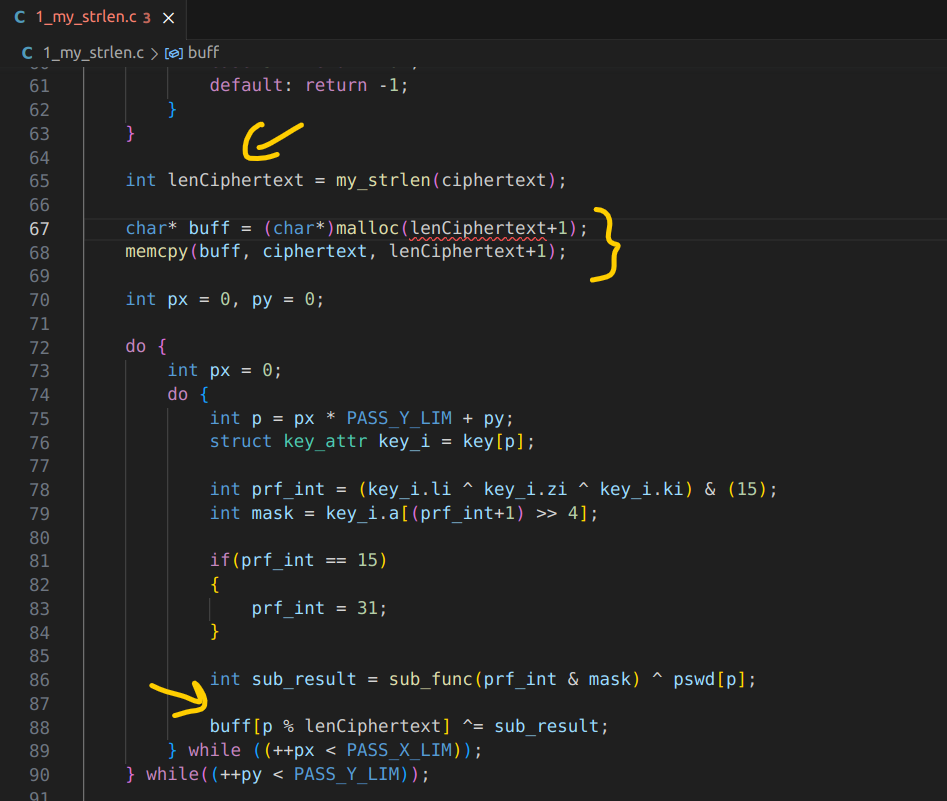 C 1_my_strlen.c 3 ×
C 1_my_strlen.c > buff
61 default: return -1;
62 }
63 }
64
65 int lenCiphertext = my_strlen(ciphertext);
66
67 char* buff = (char*)malloc(lenCiphertext+1);
68 memcpy(buff, ciphertext, lenCiphertext+1);
69
70 int px = 0, py = 0;
71
72 do {
73 int px = 0;
74 do {
75 int p = px * PASS_Y_LIM + py;
76 struct key_attr key_i = key[p];
77
78 int prf_int = (key_i.li ^ key_i.zi ^ key_i.ki) & (15);
79 int mask = key_i.a[(prf_int+1) >> 4];
80
81 if(prf_int == 15)
82 {
83 prf_int = 31;
84 }
85
86 int sub_result = sub_func(prf_int & mask) ^ pswd[p];
87
88 buff[p % lenCiphertext] ^= sub_result;
89 } while ((++px < PASS_X_LIM));
90 } while((++py < PASS_Y_LIM));
91